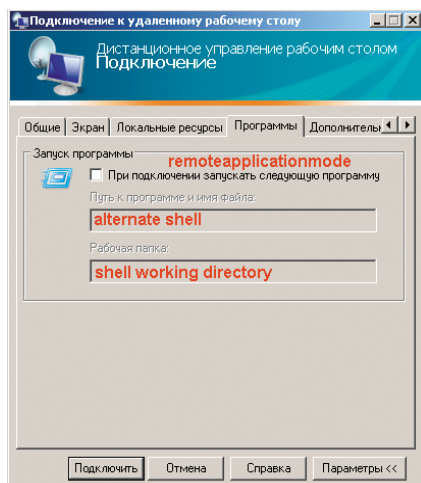 Подключение к удаленному рабочему столу
Дистанционное управление рабочим столом
Подключение
Общие Экран Локальные ресурсы Программы Дополнительн
Запуск программы
remoteapplicationmode
При подключении запускать следующую программу
Путь к программе и имя файла:
alternate shell
Рабочая папка:
shell working directory
Подключить Отмена Справка Параметры <<